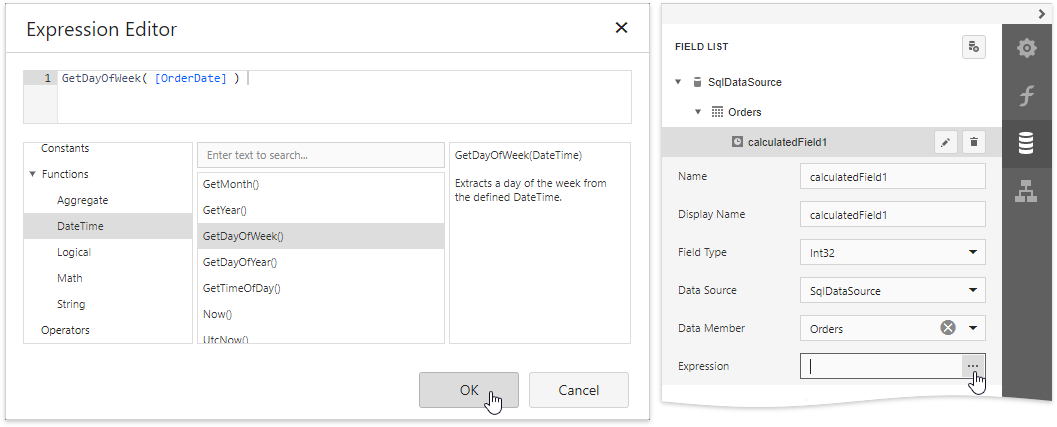 Expression Editor
1 GetDayOfWeek( [OrderDate] )
Constants
Functions
Aggregate
DateTime
Logical
Math
String
Operators
Enter text to search...
GetMonth()
GetYear()
GetDayOfWeek()
GetDayOfYear()
GetTimeOfDay()
Now()
UtcNow()
GetDayOfWeek(DateTime)
Extracts a day of the week from
the defined DateTime.
OK
Cancel
FIELD LIST
SqlDataSource
Orders
calculatedField1
Name calculatedField1
Display Name calculatedField1
Field Type Int32
Data Source SqlDataSource
Data Member Orders
Expression ...